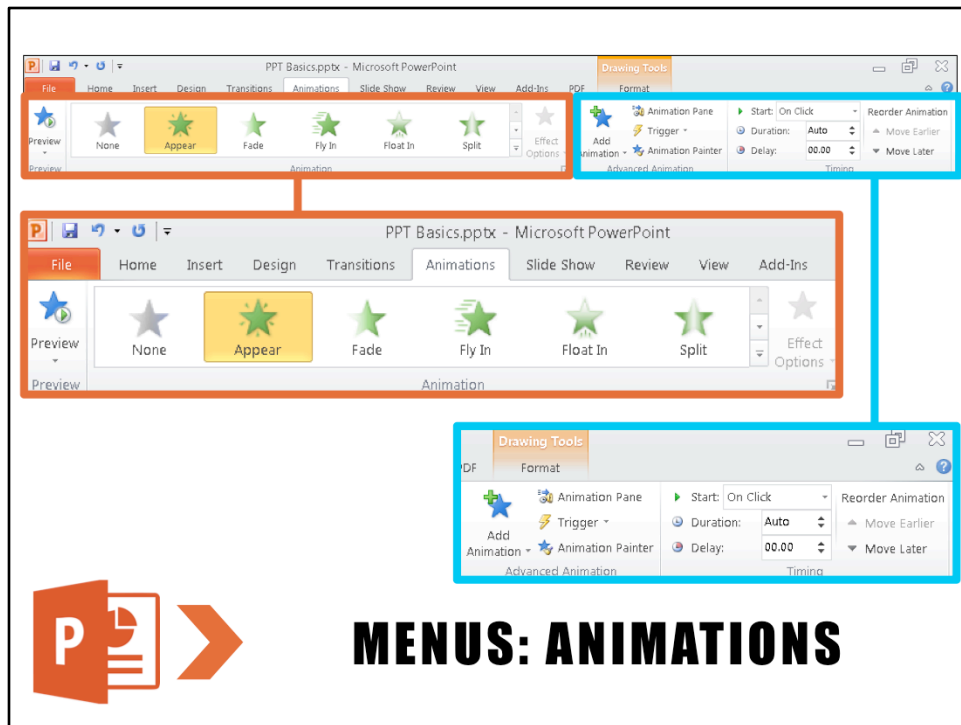 PPT Basics.pptx - Microsoft PowerPoint Drawing Tools
File Home Insert Design Transitions Animations Slide Show Review View Add-Ins PDF Format
Preview None Appear Fade Fly In Float In Split Effect Options
Add Animation Animation Pane Start: On Click Reorder Animation
Trigger Duration: Auto Move Earlier
Animation Painter Delay: 00.00 Move Later
Preview Animation Advanced Animation Timing
P PPT Basics.pptx - Microsoft PowerPoint
File Home Insert Design Transitions Animations Slide Show Review View Add-Ins
Preview None Appear Fade Fly In Float In Split Effect
Options
Preview Animation
Drawing Tools
PDF Format
Animation Pane Start: On Click Reorder Animation
Add Trigger Duration: Auto Move Earlier
Animation Animation Painter Delay: 00.00 Move Later
Advanced Animation Timing
P
MENUS: ANIMATIONS